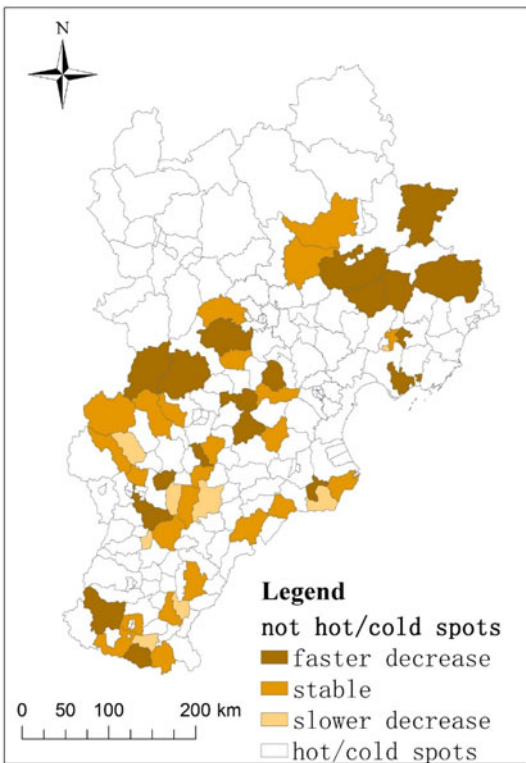 N
Legend
not hot/cold spots
faster decrease
stable
slower decrease
hot/cold spots
0 50 100 200 km